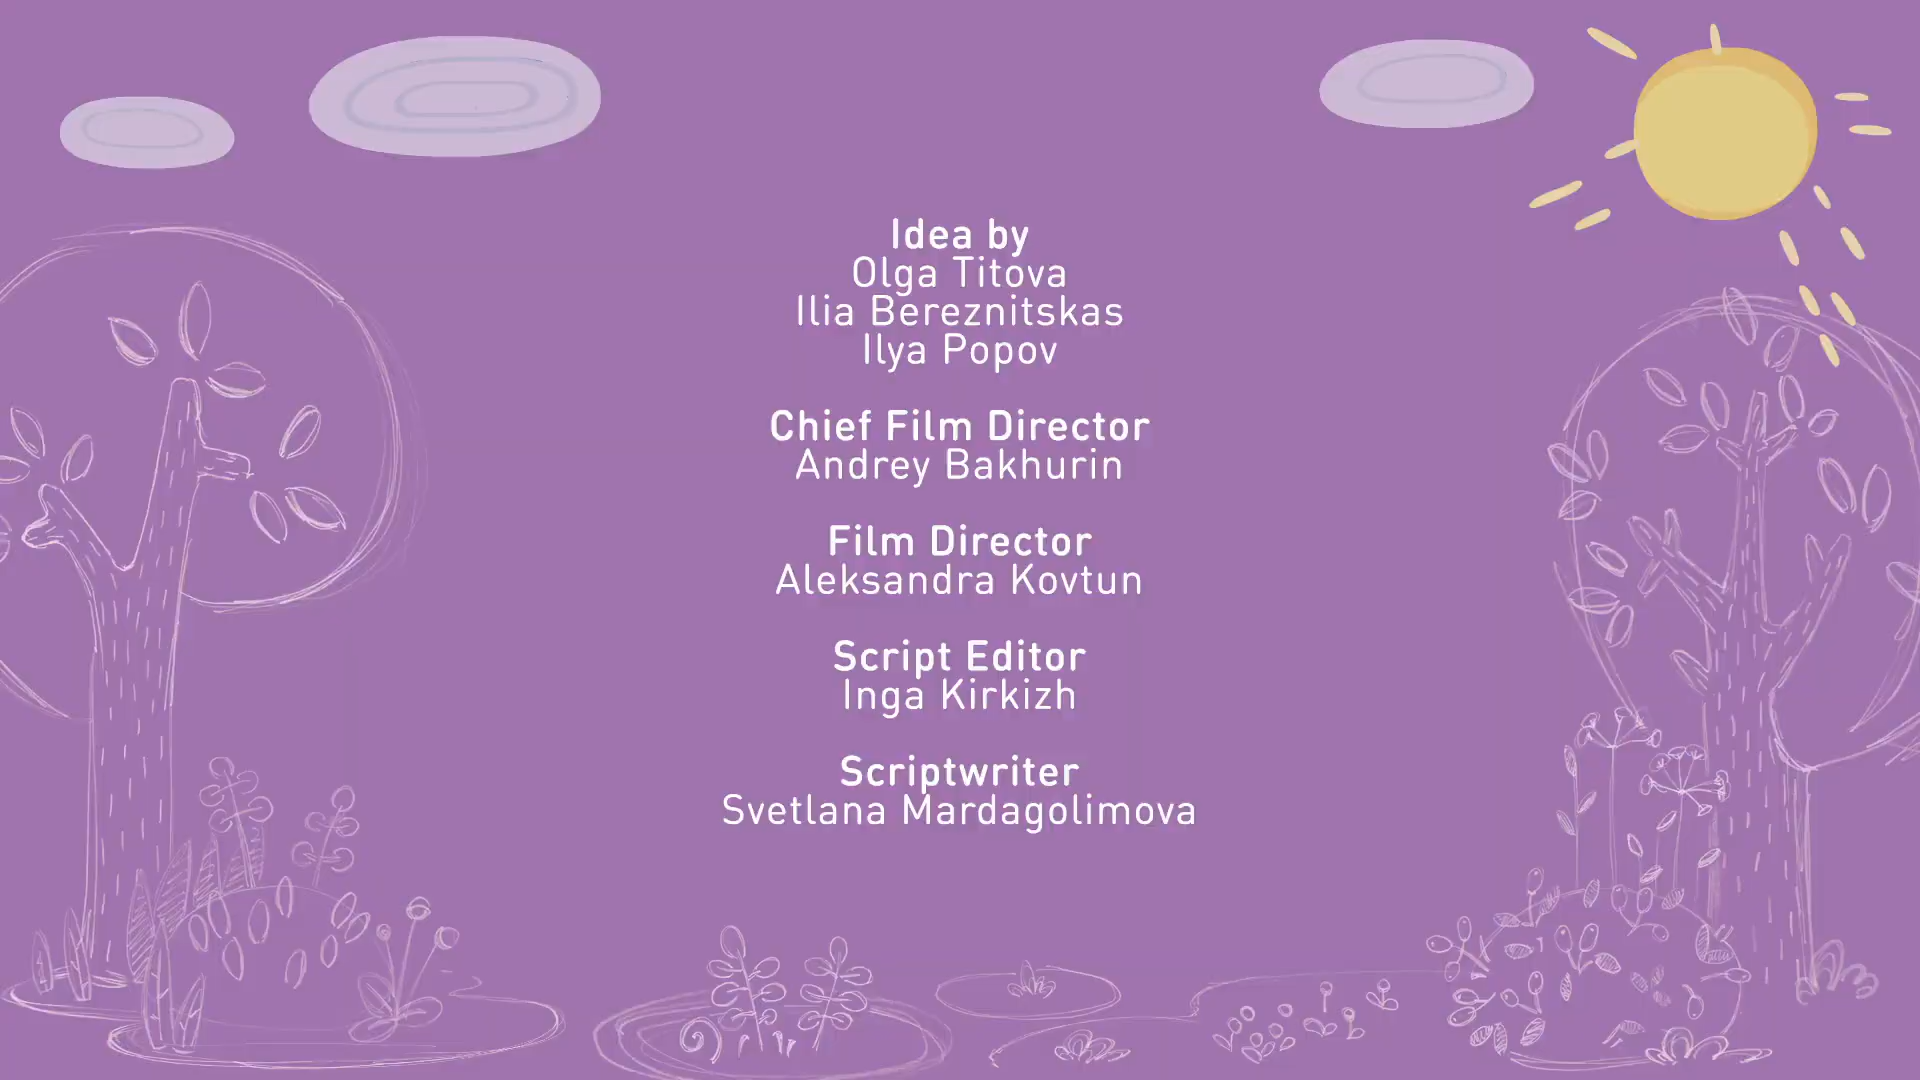 Idea by
Olga Titova
Ilia Bereznitskas
Ilya Popov
Chief Film Director
Andrey Bakhurin
Film Director
Aleksandra Kovtun
Script Editor
Inga Kirkizh
Scriptwriter
Svetlana Mardagolimova